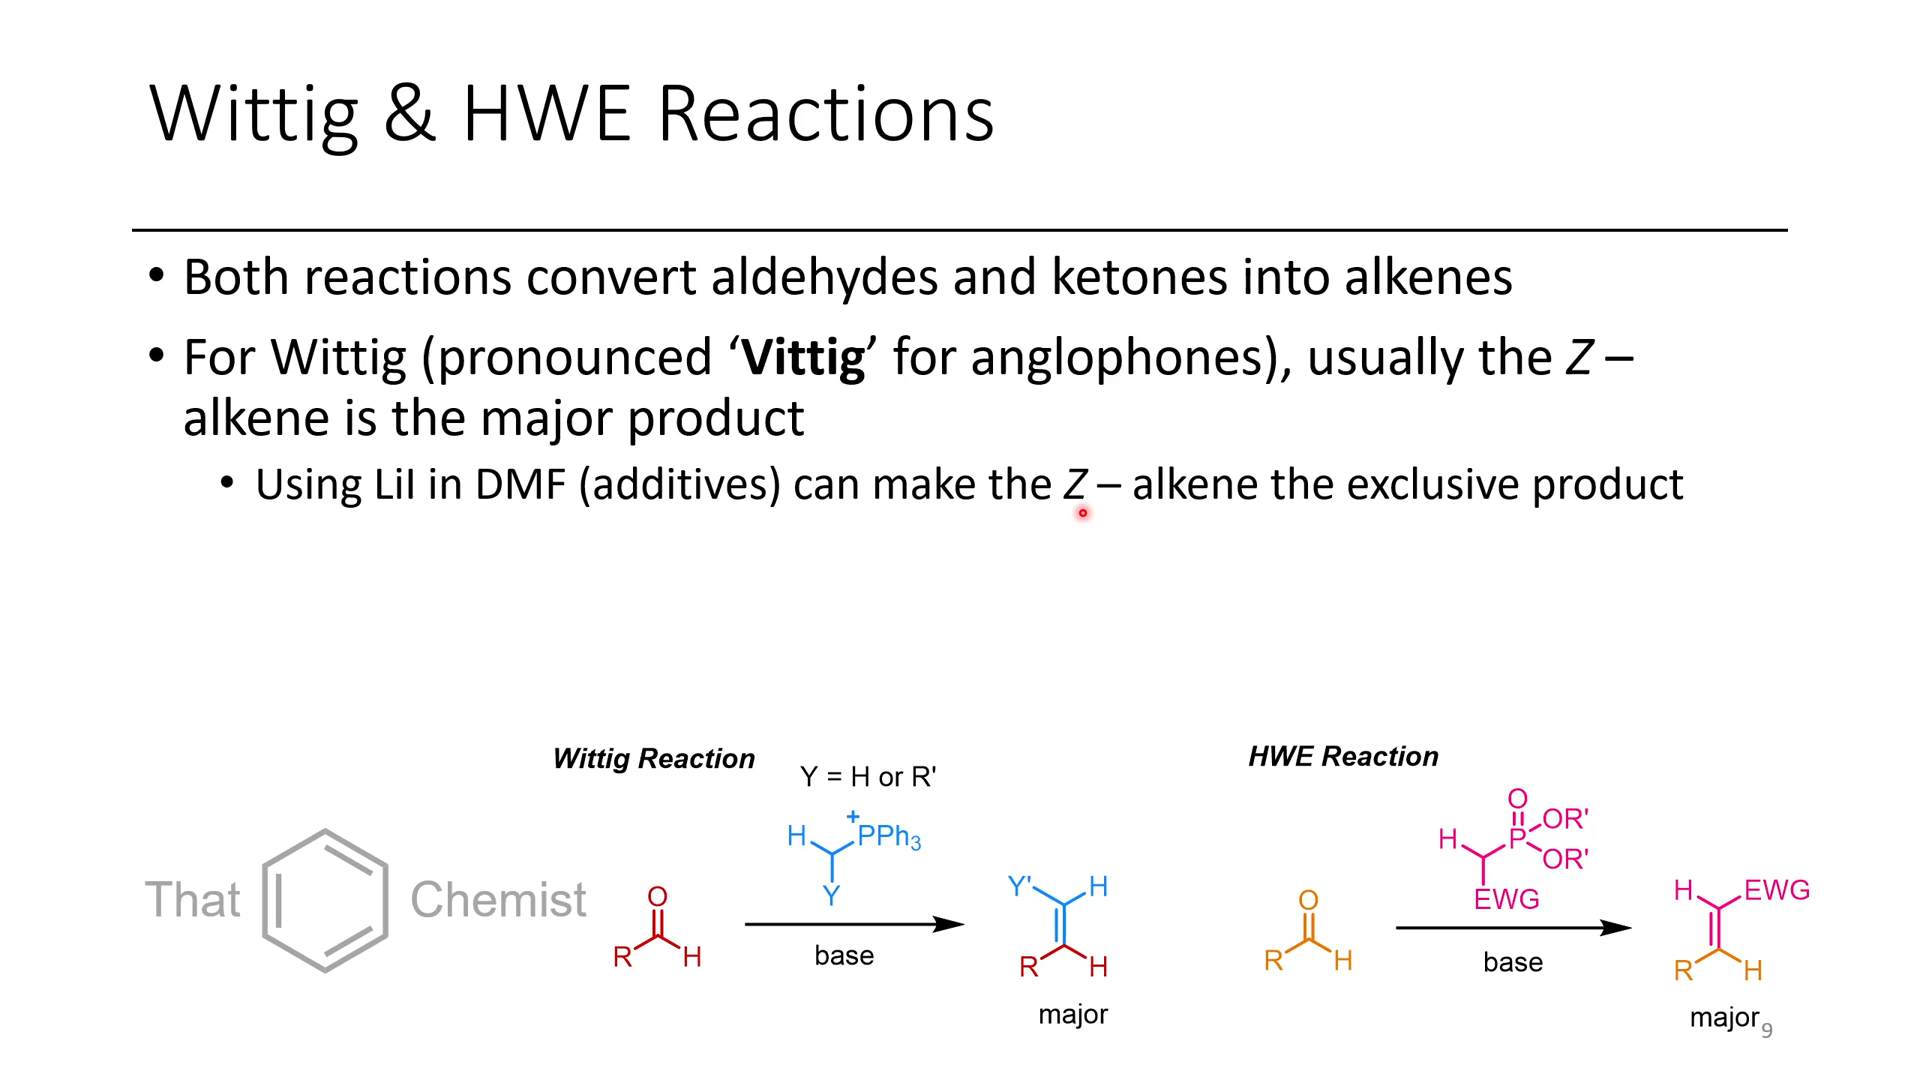 Wittig & HWE Reactions
• Both reactions convert aldehydes and ketones into alkenes
• For Wittig (pronounced ‘Vittig’ for anglophones), usually the Z –
alkene is the major product
• Using LiI in DMF (additives) can make the Z – alkene the exclusive product
Wittig Reaction
Y = H or R'
H
+
PPh3
Y
O
R
H
base
Y'
H
R
H
major
HWE Reaction
O
H
P
OR'
OR'
EWG
O
R
H
base
H
EWG
R
H
major
That Chemist
9